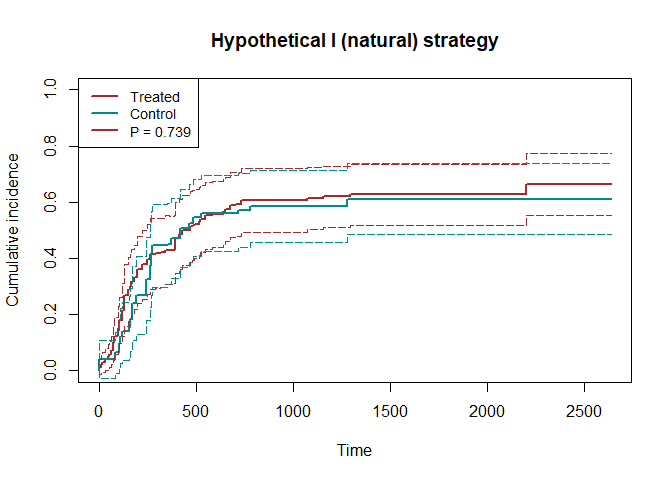 Hypothetical I (natural) strategy
Treated
Control
P = 0.739
Cumulative incidence
1.0
0.8
0.6
0.4
0.2
0.0
0 500 1000 1500 2000 2500
Time